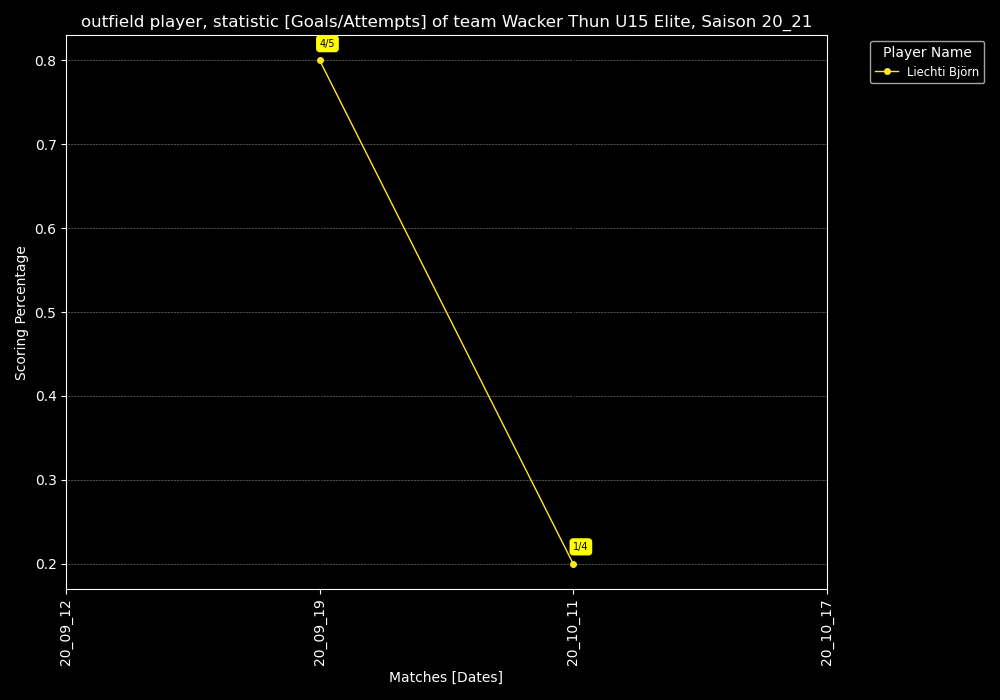 outfield player, statistic [Goals/Attempts] of team Wacker Thun U15 Elite, Saison 20_21
Player Name
Liechti Björn
Scoring Percentage
0.8
0.7
0.6
0.5
0.4
0.3
0.2
4/5
1/4
20_09_12
20_09_19
20_10_11
20_10_17
Matches [Dates]